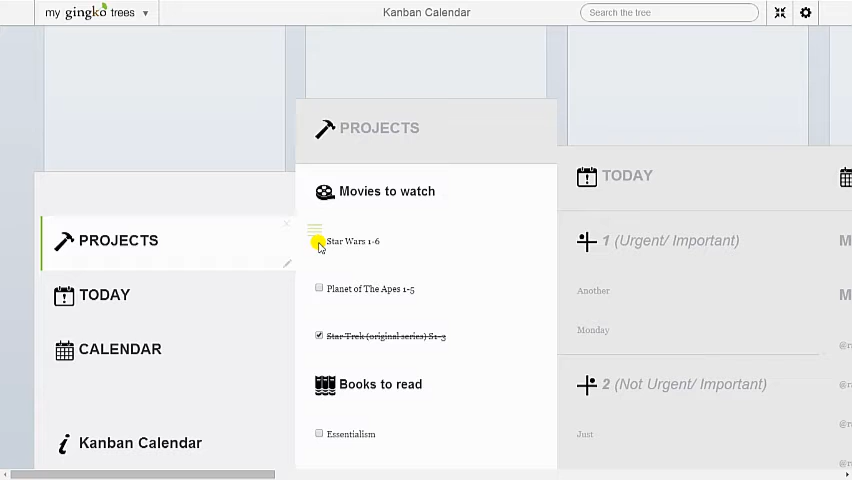 my gingko trees
Kanban Calendar
Search the tree
PROJECTS
TODAY
CALENDAR
Kanban Calendar
PROJECTS
Movies to watch
Star Wars 1-6
Planet of The Apes 1-5
Star Trek (original series) S1-3
Books to read
Essentialism
TODAY
1 (Urgent/ Important)
Another
Monday
2 (Not Urgent/ Important)
Just